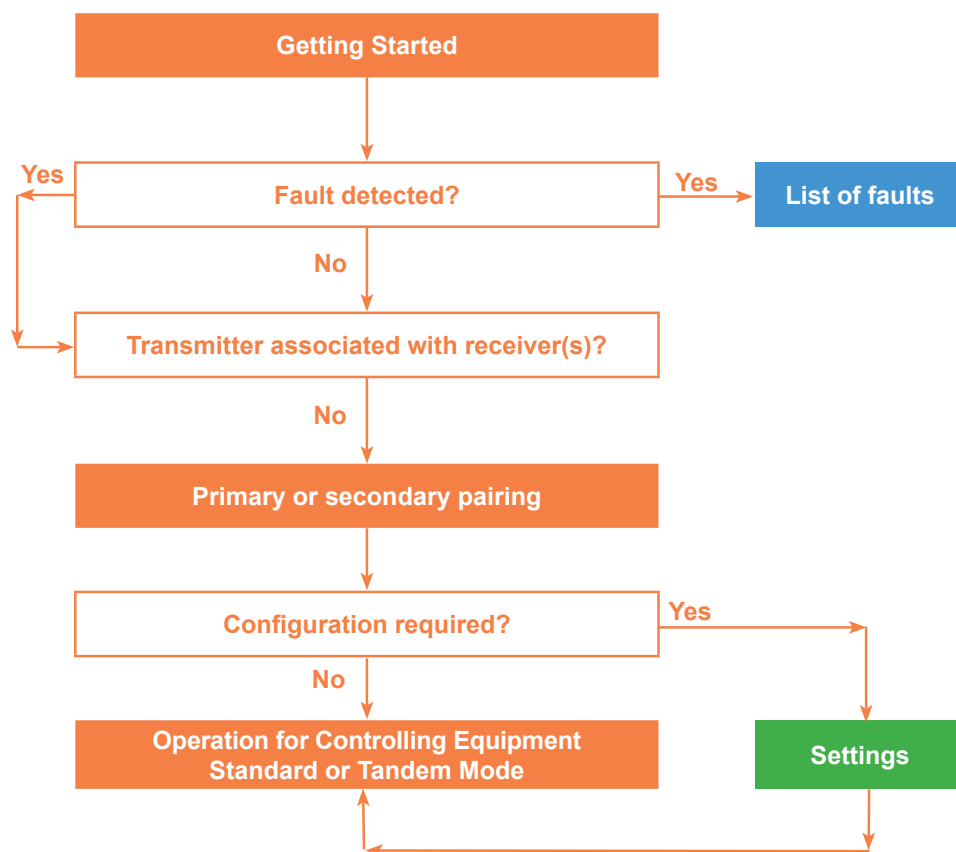 Getting Started
Yes
Fault detected?
Yes
List of faults
No
Transmitter associated with receiver(s)?
No
Primary or secondary pairing
Configuration required?
Yes
No
Operation for Controlling Equipment
Standard or Tandem Mode
Settings